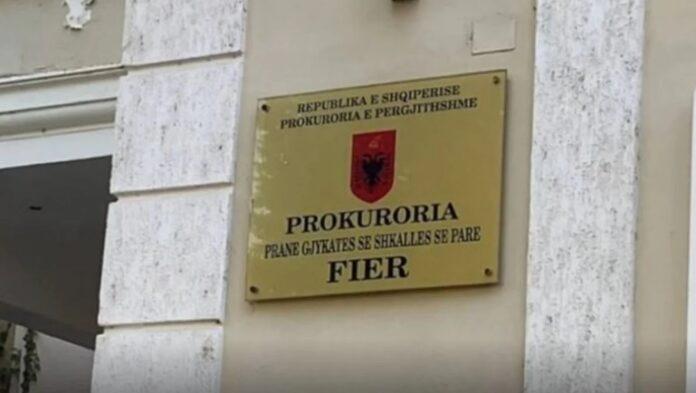 REPUBLIKA E SHQIPERISE
PROKURORIA E PERGJITHSHME
PROKURORIA
PRANE GJYKATES SE SHKALLES SE PARE
FIER